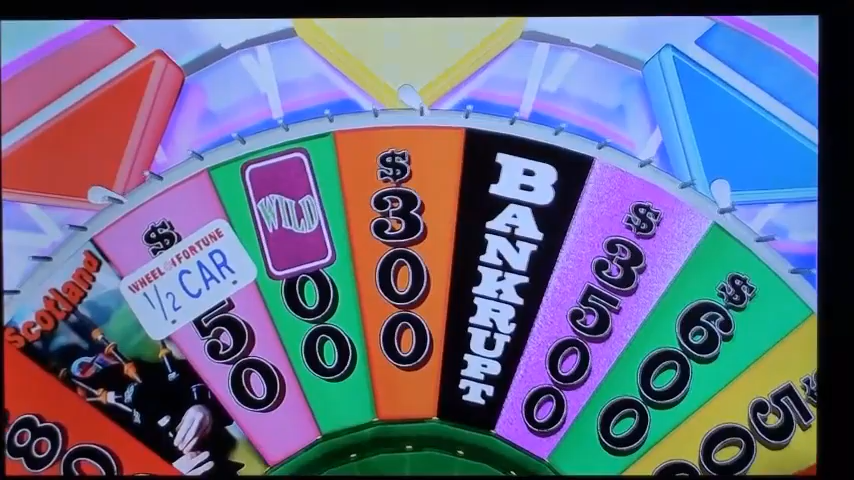 80
Scotland
$
WHEEL OF FORTUNE
1/2 CAR
50
WILD
00
$300
BANKRUPT
$3500
$600
$500